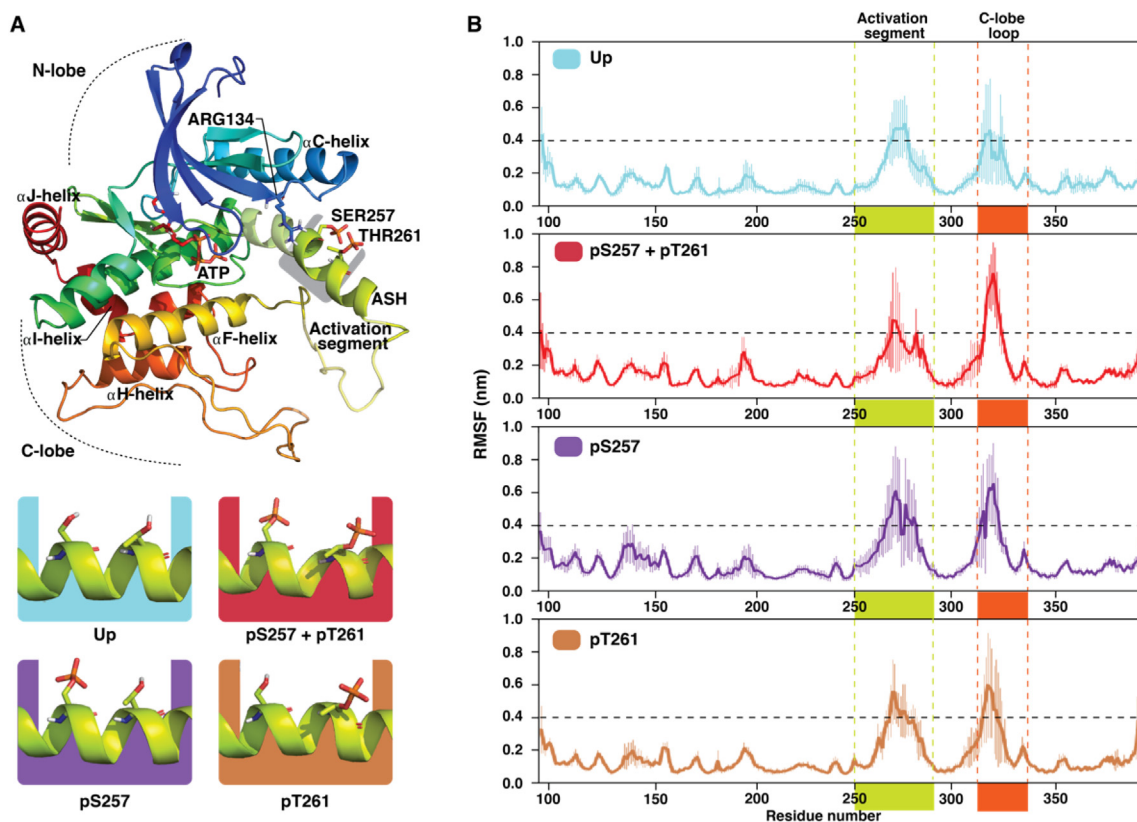 A
N-lobe
ARG134
αC-helix
αJ-helix
SER257
THR261
ATP
ASH
Activation
segment
αI-helix
αF-helix
αH-helix
C-lobe
Up
pS257 + pT261
pS257
pT261
B
Activation
segment
C-lobe
loop
1.0
0.8
0.6
0.4
0.2
0.0
Up
100
150
200
250
300
350
1.0
0.8
0.6
0.4
0.2
0.0
pS257 + pT261
100
150
200
250
300
350
RMSF (nm)
1.0
0.8
0.6
0.4
0.2
0.0
pS257
100
150
200
250
300
350
1.0
0.8
0.6
0.4
0.2
0.0
pT261
100
150
200
250
300
350
Residue number